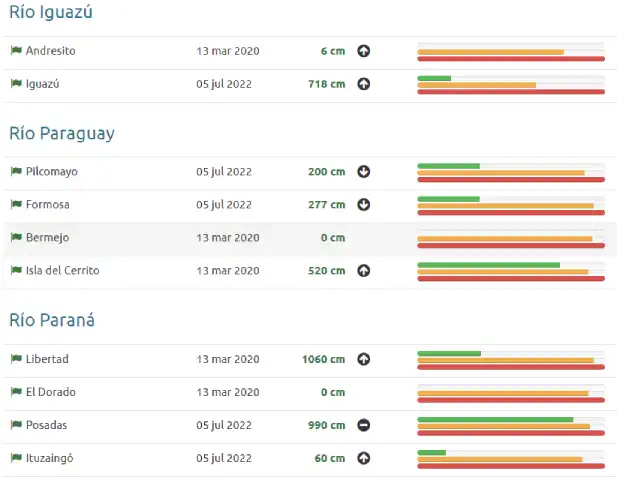 Río Iguazú
Andresito 13 mar 2020 6 cm
Iguazú 05 jul 2022 718 cm
Río Paraguay
Pilcomayo 05 jul 2022 200 cm
Formosa 05 jul 2022 277 cm
Bermejo 13 mar 2020 0 cm
Isla del Cerrito 13 mar 2020 520 cm
Río Paraná
Libertad 13 mar 2020 1060 cm
El Dorado 13 mar 2020 0 cm
Posadas 05 jul 2022 990 cm
Ituzaingó 05 jul 2022 60 cm